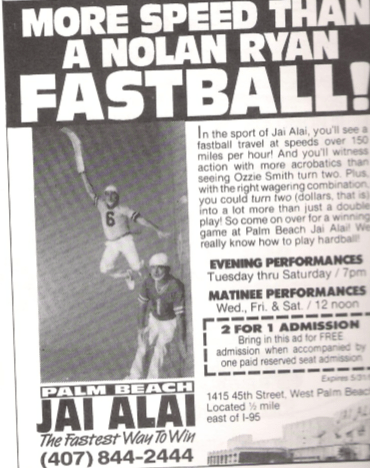 MORE SPEED THAN
A NOLAN RYAN
FASTBALL!
In the sport of Jai Alai, you'll see a
fastball travel at speeds over 150
miles per hour! And you'll witness
action with more acrobatics than
seeing Ozzie Smith turn two. Plus,
with the right wagering combination,
you could turn two (dollars, that is)
into a lot more than just a double
play! So come on over for a winning
game at Palm Beach Jai Alai! We
really know how to play hardball!
EVENING PERFORMANCES
Tuesday thru Saturday / 7pm
MATINEE PERFORMANCES
Wed., Fri. & Sat. / 12 noon
2 FOR 1 ADMISSION
Bring in this ad for FREE
admission when accompanied by
one paid reserved seat admission.
Expires
1415 45th Street, West Palm Beac
Located ½ mile
east of I-95
6
1
PALM BEACH
JAI ALAI
The Fastest Way To Win
(407) 844-2444